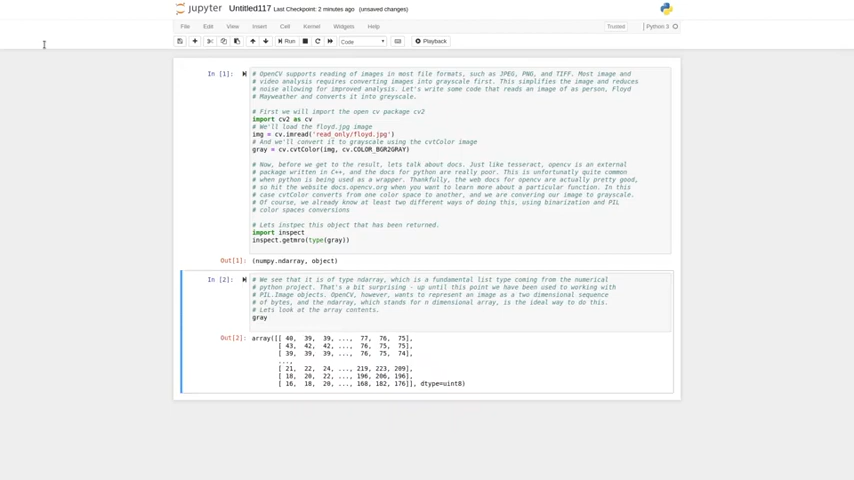 jupyter Untitled117 Last Checkpoint: 2 minutes ago (unsaved changes)
File Edit View Insert Cell Kernel Widgets Help Trusted Python 3
Run Code Playback
In [1]: # OpenCV supports reading of images in most file formats, such as JPEG, PNG, and TIFF. Most image and
# video analysis requires converting images into grayscale first. This simplifies the image and reduces
# noise allowing for improved analysis. Let's write some code that reads an image of as person, Floyd
# Mayweather and converts it into greyscale.
# First we will import the open cv package cv2
import cv2 as cv
# We'll load the floyd.jpg image
img = cv.imread('read_only/floyd.jpg')
# And we'll convert it to grayscale using the cvtColor image
gray = cv.cvtColor(img, cv.COLOR_BGR2GRAY)
# Now, before we get to the result, lets talk about docs. Just like tesseract, opencv is an external
# package written in C++, and the docs for python are really poor. This is unfortunatly quite common
# when python is being used as a wrapper. Thankfully, the web docs for opencv are actually pretty good,
# so hit the website docs.opencv.org when you want to learn more about a particular function. In this
# case cvtColor converts from one color space to another, and we are convering our image to grayscale.
# Of course, we already know at least two different ways of doing this, using binarization and PIL
# color spaces conversions
# Lets instpec this object that has been returned.
import inspect
inspect.getmro(type(gray))
Out[1]: (numpy.ndarray, object)
In [2]: # We see that it is of type ndarray, which is a fundamental list type coming from the numerical
# python project. That's a bit surprising - up until this point we have been used to working with
# PIL.Image objects. OpenCV, however, wants to represent an image as a two dimensional sequence
# of bytes, and the ndarray, which stands for n dimensional array, is the ideal way to do this.
# Lets look at the array contents.
gray
Out[2]: array([[ 40, 39, 39, ..., 77, 76, 75],
[ 43, 42, 42, ..., 76, 75, 75],
[ 39, 39, 39, ..., 76, 75, 74],
...,
[ 21, 22, 24, ..., 219, 223, 209],
[ 18, 20, 22, ..., 196, 206, 196],
[ 16, 18, 20, ..., 168, 182, 176]], dtype=uint8)